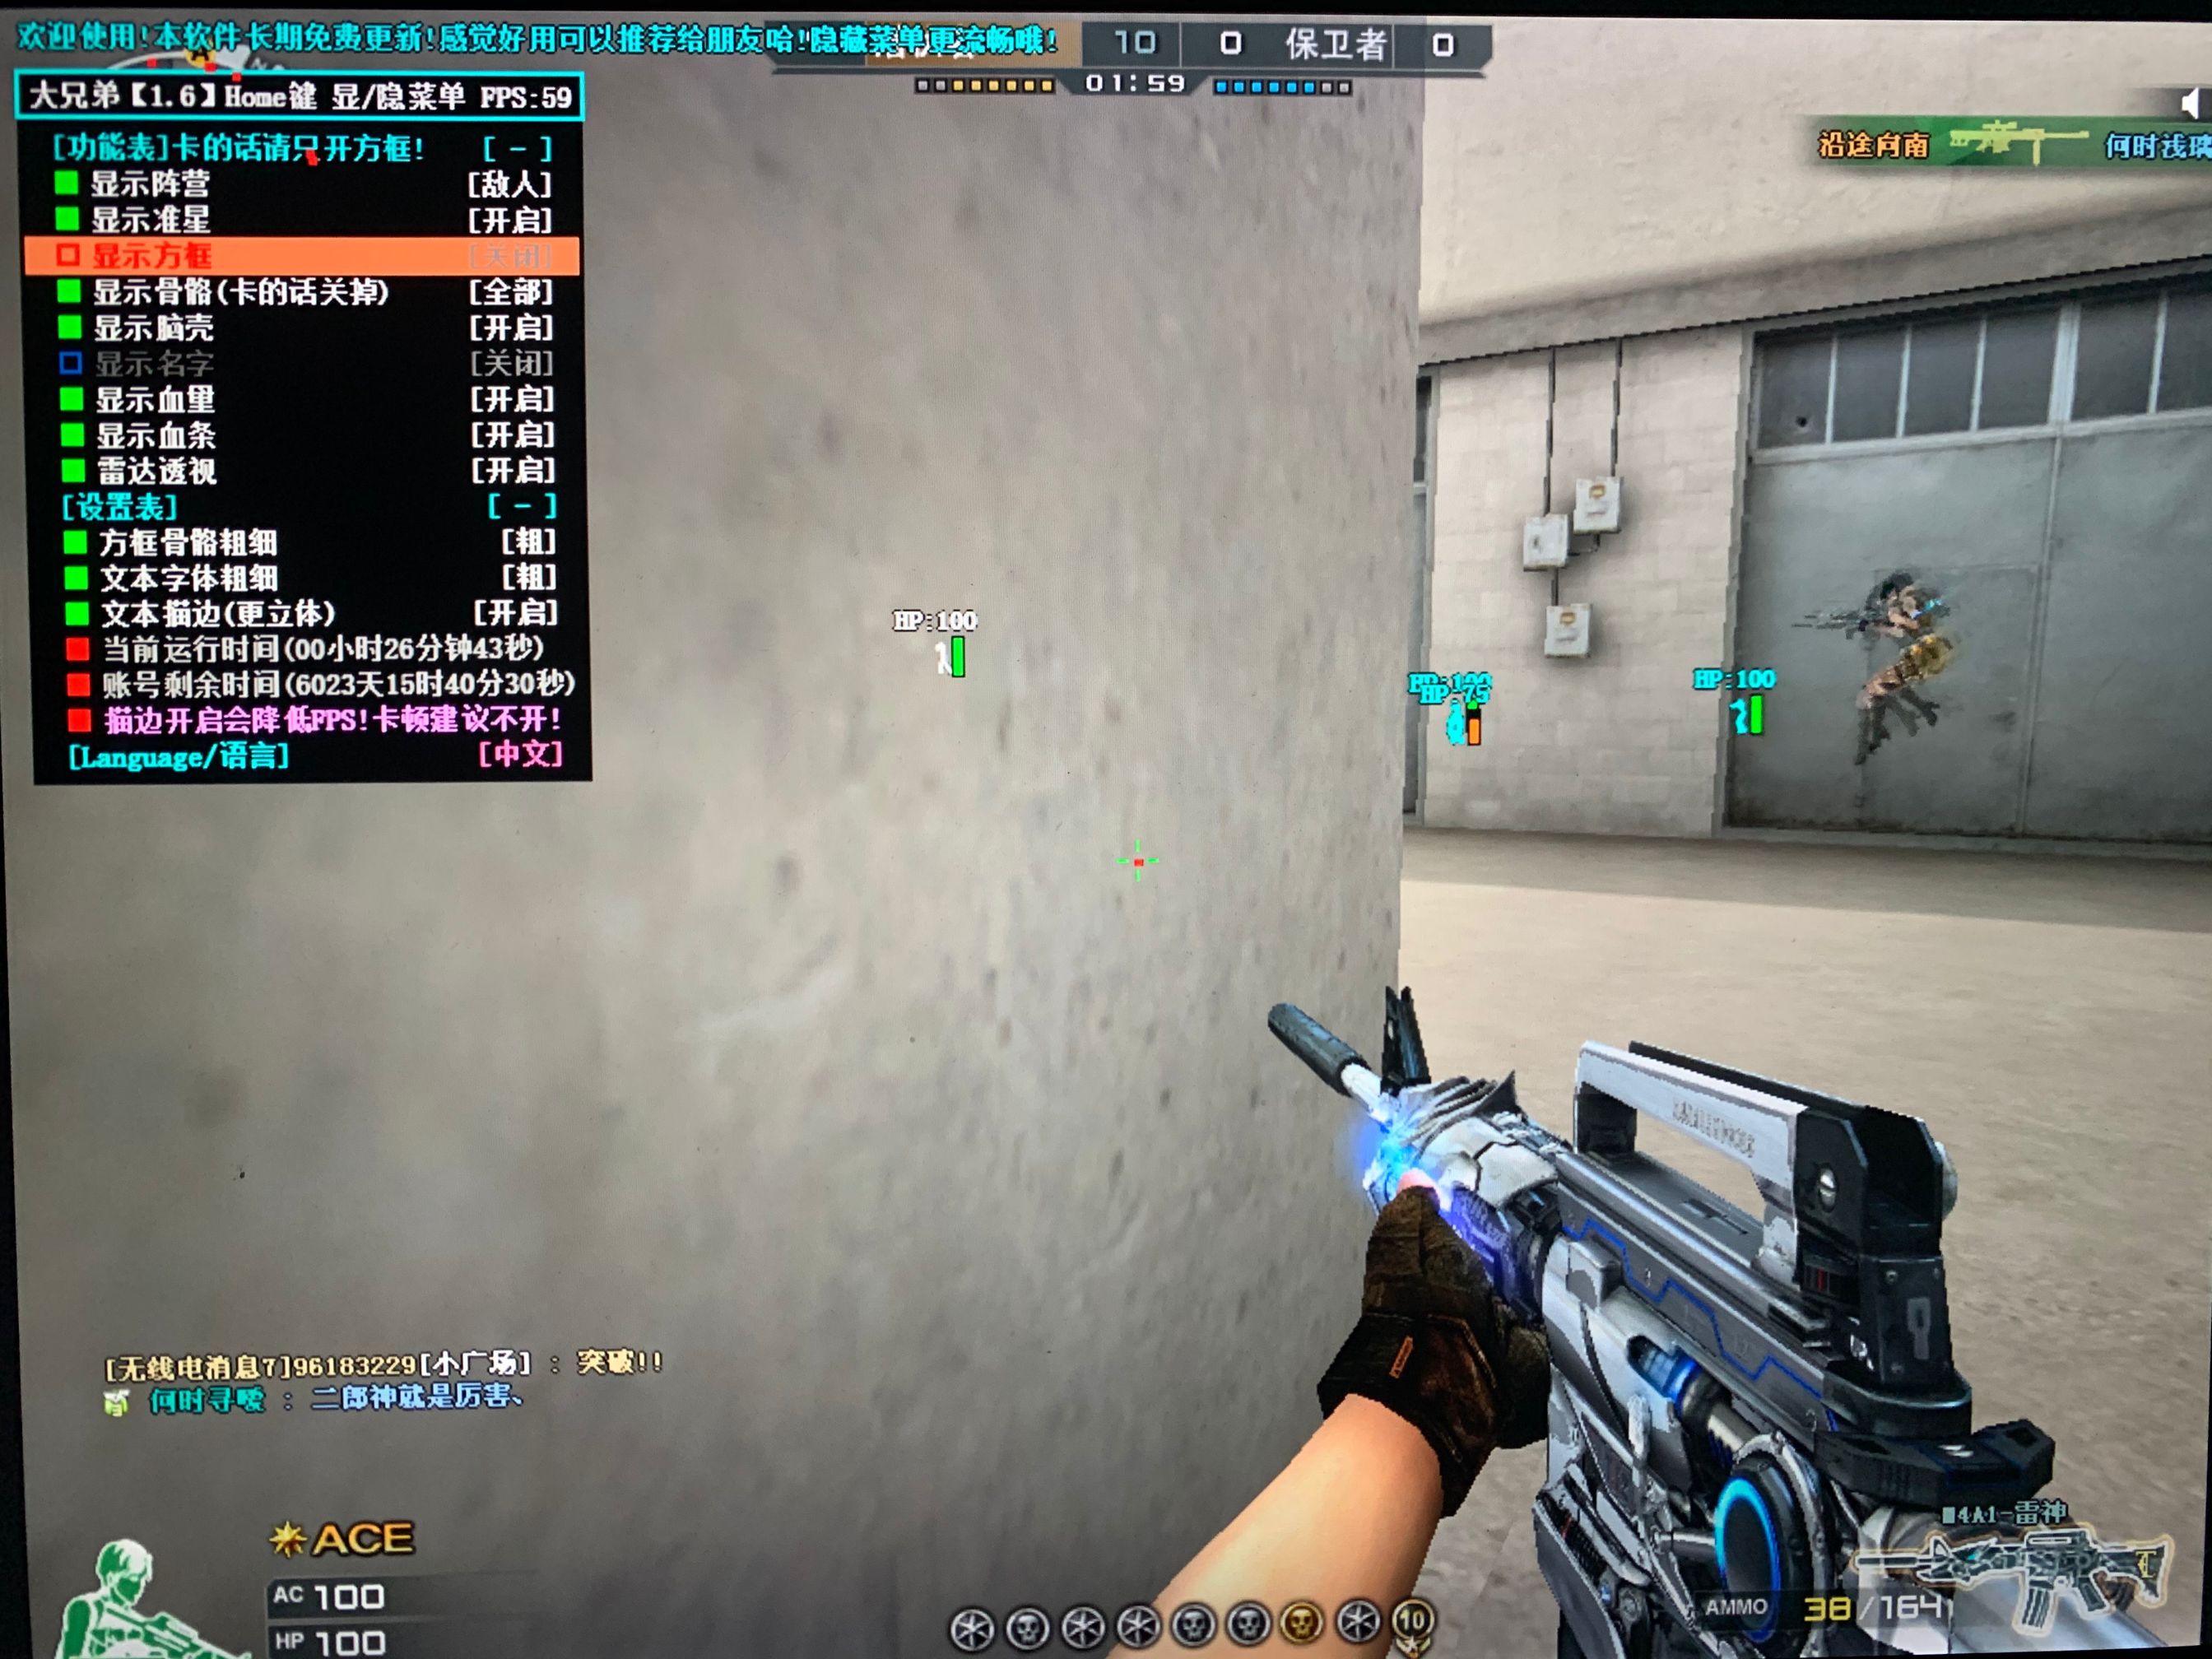 欢迎使用!本软件长期免费更新!感觉好用可以推荐给朋友哈!隐藏菜单更流畅哦!
10 0 保卫者 0
01:59
大兄弟【1.6】Home键 显/隐菜单 FPS:59
[功能表]卡的话请只开方框! [-]
显示阵营 [敌人]
显示准星 [开启]
显示方框 [关闭]
显示骨骼(卡的话关掉) [全部]
显示脑壳 [开启]
显示名字 [关闭]
显示血量 [开启]
显示血条 [开启]
雷达透视 [开启]
[设置表] [-]
方框骨骼粗细 [粗]
文本字体粗细 [粗]
文本描边(更立体) [开启]
当前运行时间(00小时26分钟43秒)
账号剩余时间(6023天15时40分30秒)
描边开启会降低FPS!卡顿建议不开!
[Language/语言] [中文]
沿途向南 何时浅
HP:100
HP:75
HP:100
[无线电消息7]96183229[小广场] : 突破!!
何时寻暖 : 二郎神就是厉害、
ACE
AC 100
HP 100
10
M4A1-雷神
AMMO 38/164